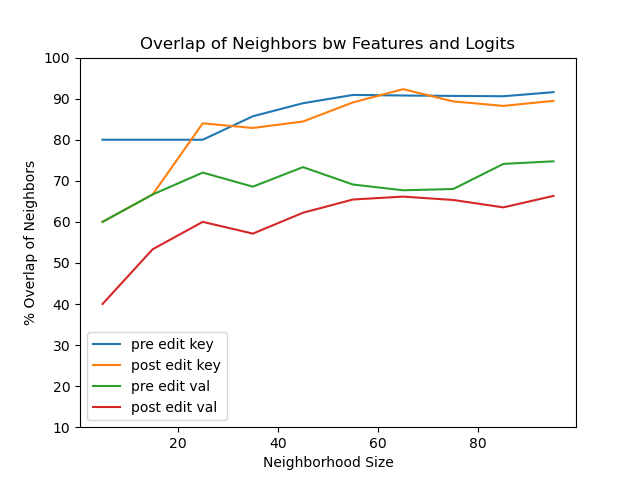 Overlap of Neighbors bw Features and Logits
% Overlap of Neighbors
100
90
80
70
60
50
40
30
20
10
pre edit key
post edit key
pre edit val
post edit val
20 40 60 80
Neighborhood Size